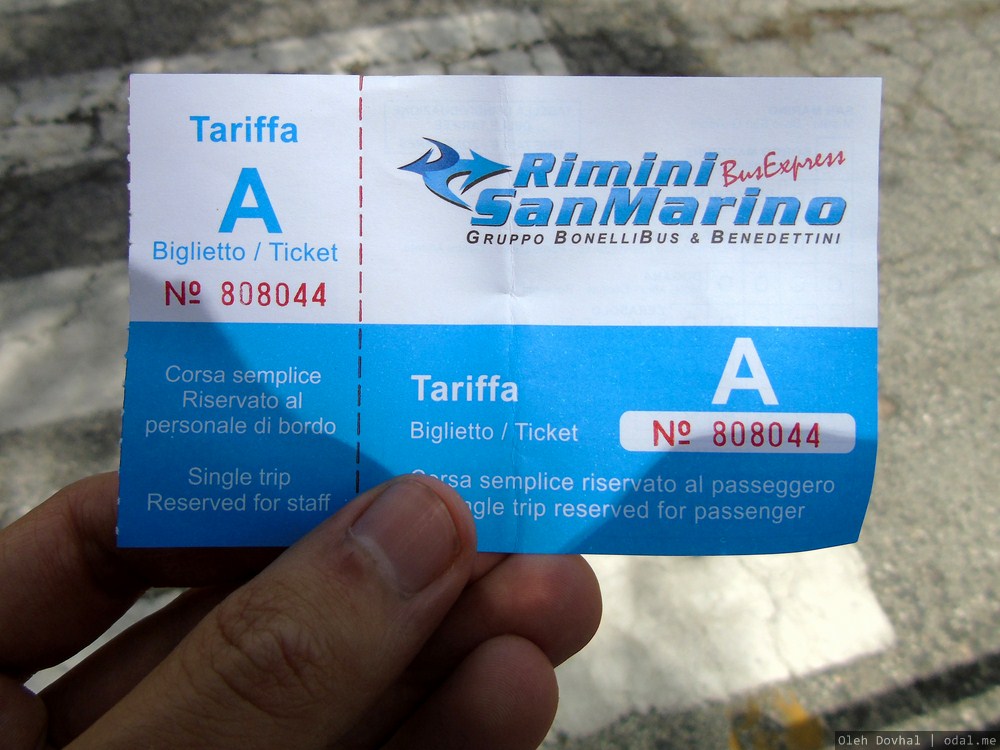 Tariffa
A
Biglietto / Ticket
Nº 808044
Corsa semplice
Riservato al
personale di bordo
Single trip
Reserved for staff
Rimini BusExpress
SanMarino
GRUPPO BONELLIBUS & BENEDETTINI
Tariffa A
Biglietto / Ticket Nº 808044
Corsa semplice riservato al passeggero
Single trip reserved for passenger
Oleh Dovhal | odal.me